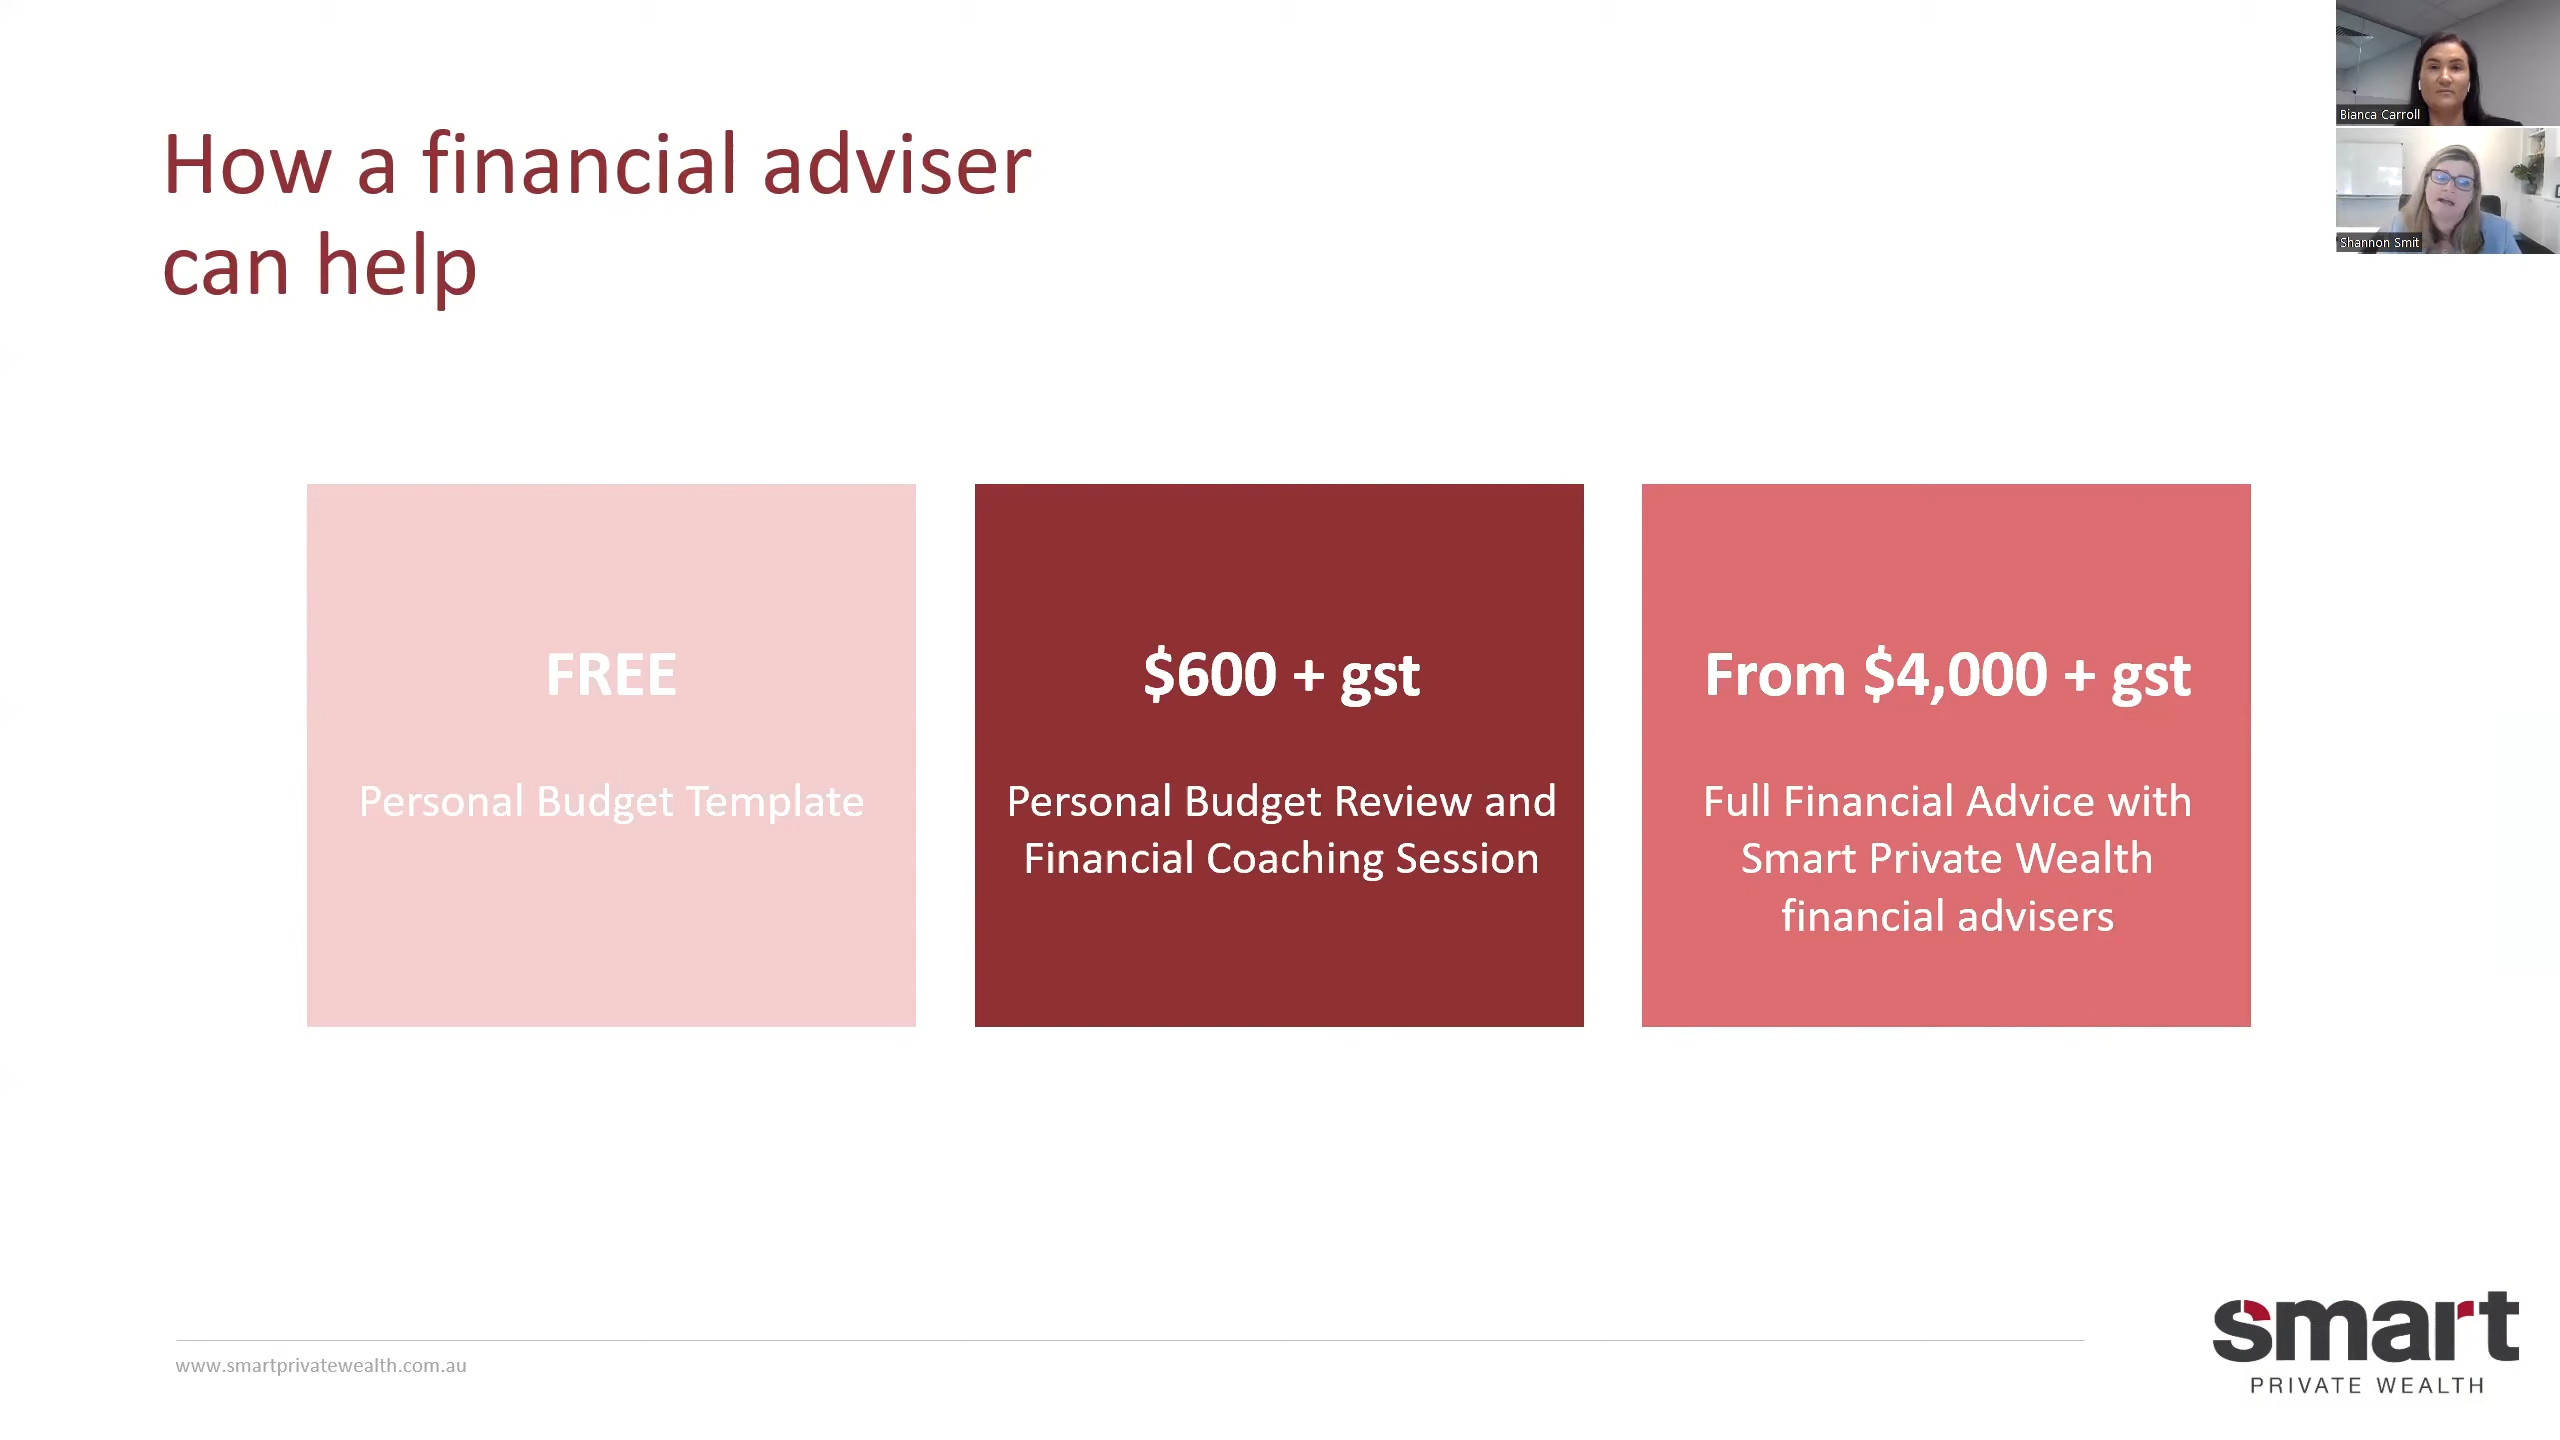 How a financial adviser
can help
Bianca Carroll
Shannon Smit
FREE
Personal Budget Template
$600 + gst
Personal Budget Review and
Financial Coaching Session
From $4,000 + gst
Full Financial Advice with
Smart Private Wealth
financial advisers
www.smartprivatewealth.com.au
smart
PRIVATE WEALTH